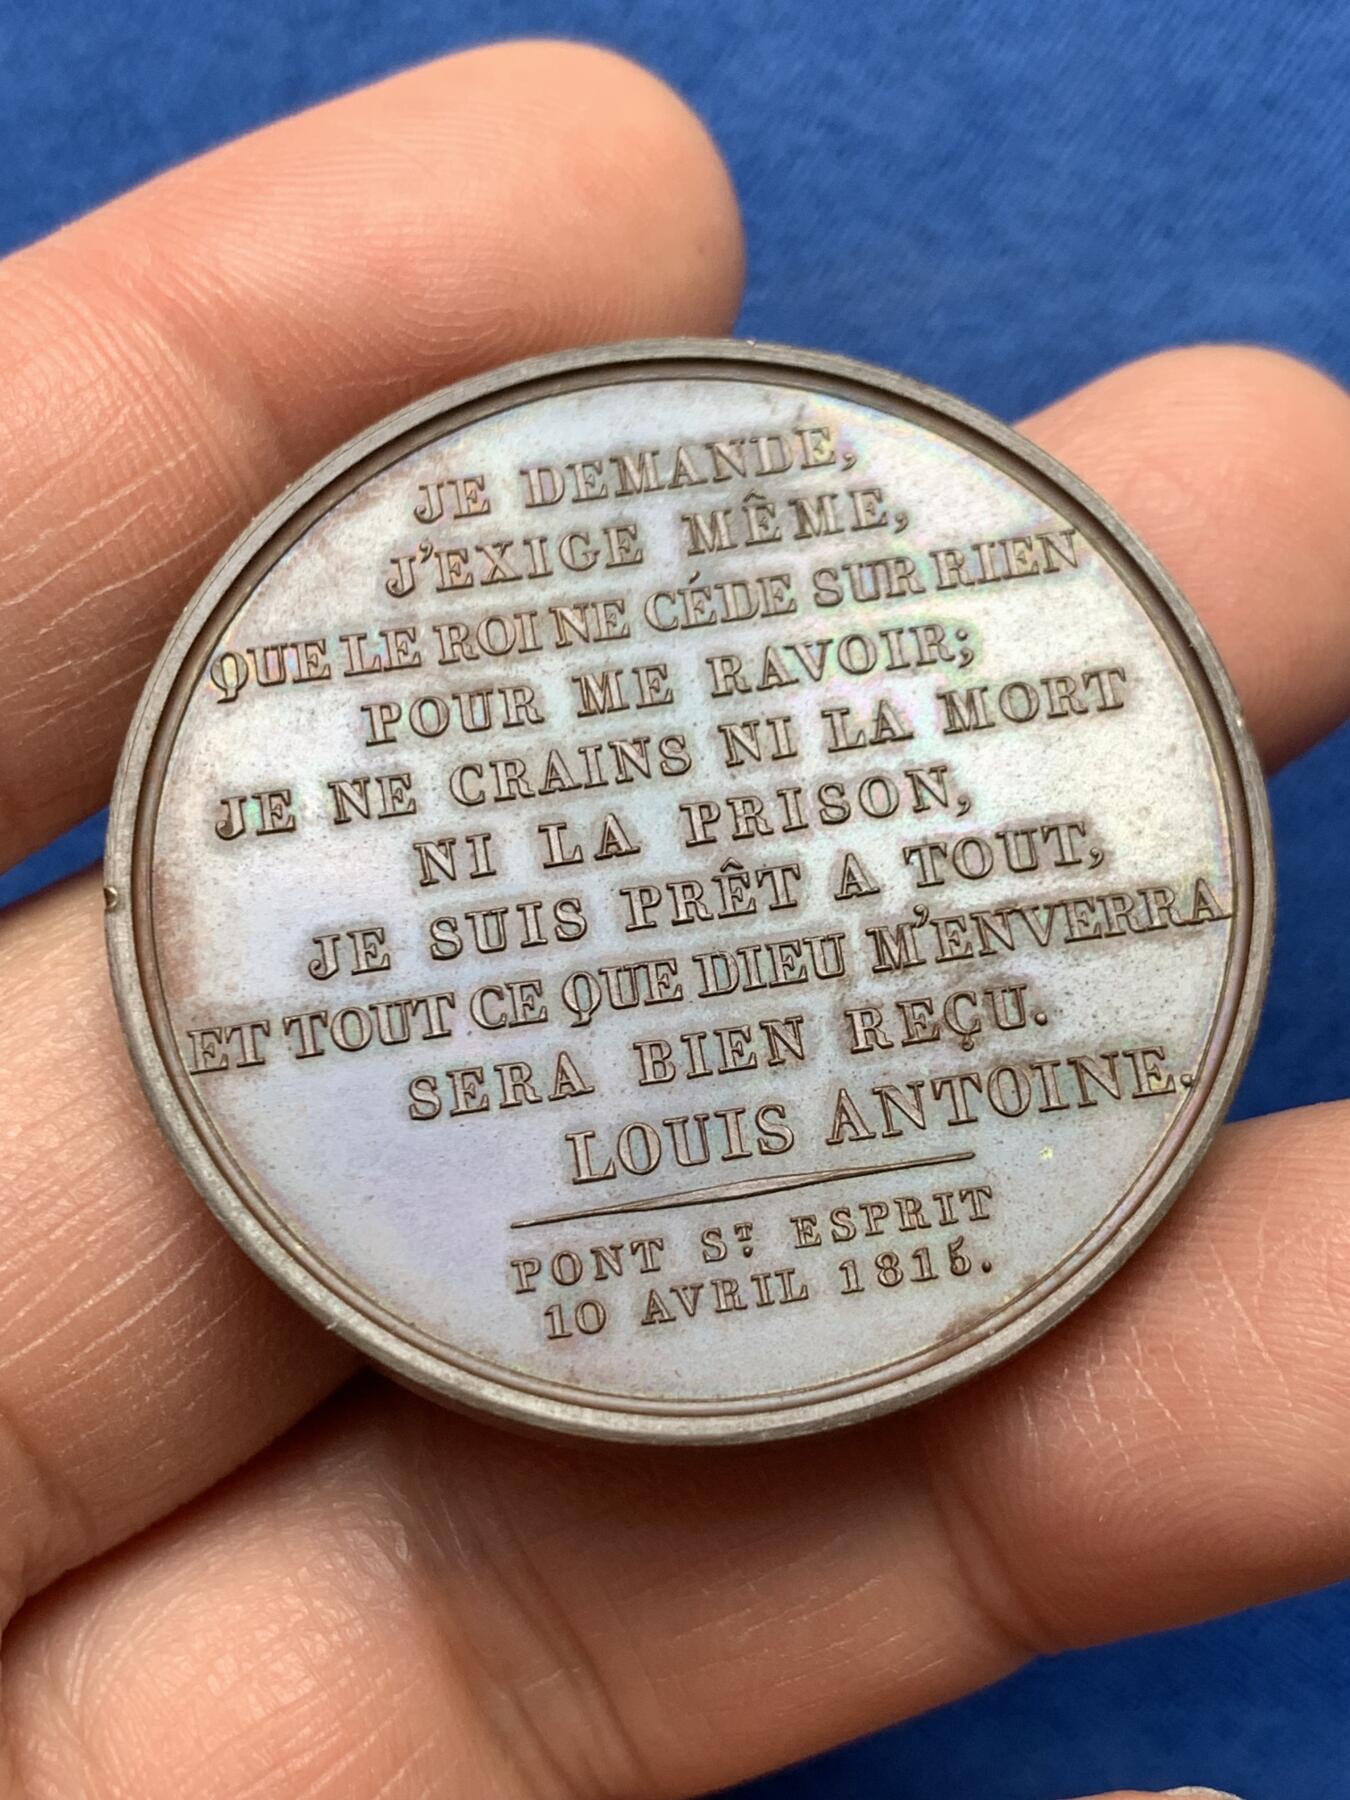 JE DEMANDE,
J'EXIGE MÊME,
QUE LE ROI NE CÉDE SUR RIEN
POUR ME RAVOIR;
JE NE CRAINS NI LA MORT
NI LA PRISON,
JE SUIS PRÊT A TOUT,
ET TOUT CE QUE DIEU M'ENVERRA
SERA BIEN REÇU.
LOUIS ANTOINE.
PONT ST. ESPRIT
10 AVRIL 1815.